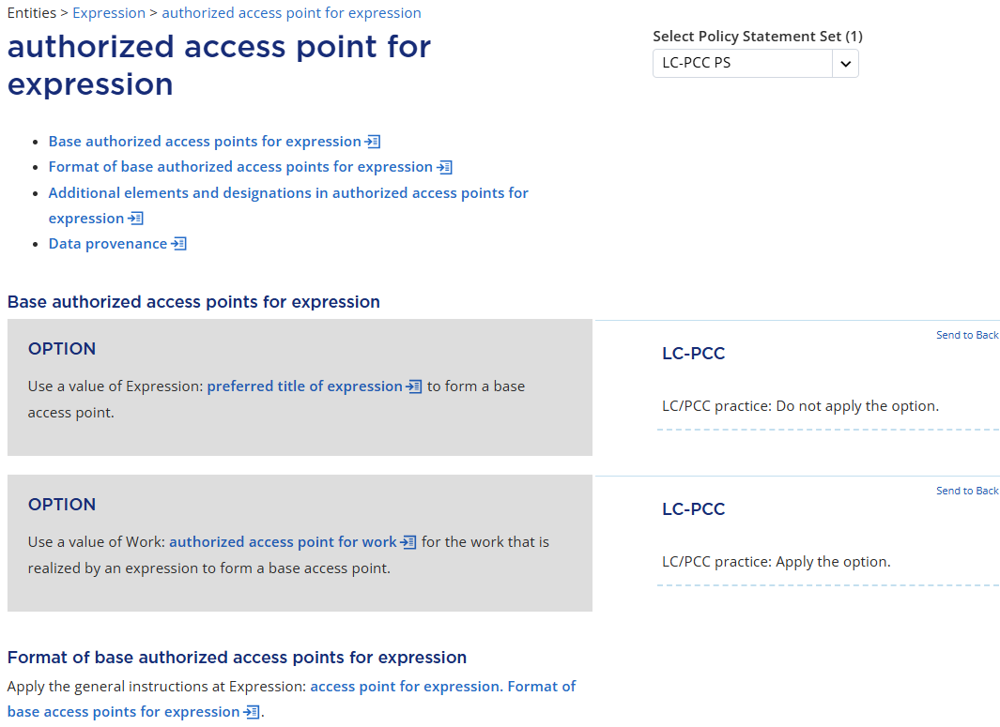 Entities > Expression > authorized access point for expression
authorized access point for
expression
Select Policy Statement Set (1)
LC-PCC PS
Base authorized access points for expression
Format of base authorized access points for expression
Additional elements and designations in authorized access points for
expression
Data provenance
Base authorized access points for expression
OPTION
Use a value of Expression: preferred title of expression to form a base
access point.
Send to Back
LC-PCC
LC/PCC practice: Do not apply the option.
OPTION
Use a value of Work: authorized access point for work for the work that is
realized by an expression to form a base access point.
Send to Back
LC-PCC
LC/PCC practice: Apply the option.
Format of base authorized access points for expression
Apply the general instructions at Expression: access point for expression. Format of
base access points for expression.